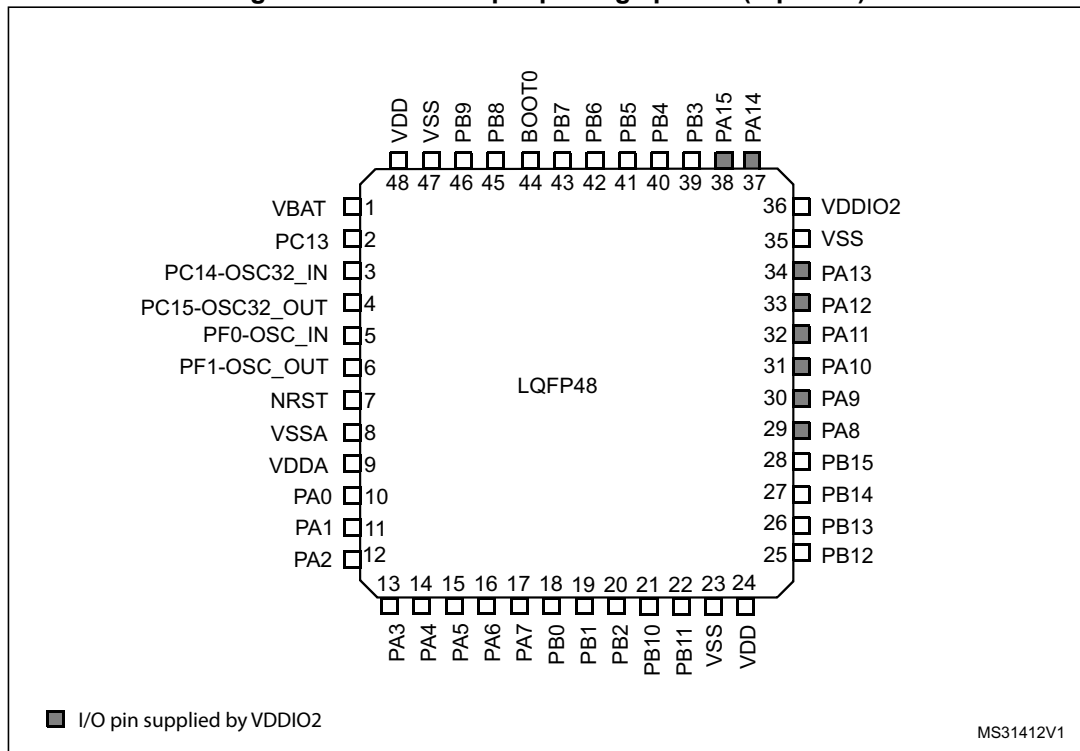 VDD
VSS
PB9
PB8
BOOT0
PB7
PB6
PB5
PB4
PB3
PA15
PA14
48 47 46 45 44 43 42 41 40 39 38 37
VBAT 1
PC13 2
PC14-OSC32_IN 3
PC15-OSC32_OUT 4
PF0-OSC_IN 5
PF1-OSC_OUT 6
NRST 7
VSSA 8
VDDA 9
PA0 10
PA1 11
PA2 12
LQFP48
36 VDDIO2
35 VSS
34 PA13
33 PA12
32 PA11
31 PA10
30 PA9
29 PA8
28 PB15
27 PB14
26 PB13
25 PB12
13 14 15 16 17 18 19 20 21 22 23 24
PA3
PA4
PA5
PA6
PA7
PB0
PB1
PB2
PB10
PB11
VSS
VDD
I/O pin supplied by VDDIO2
MS31412V1